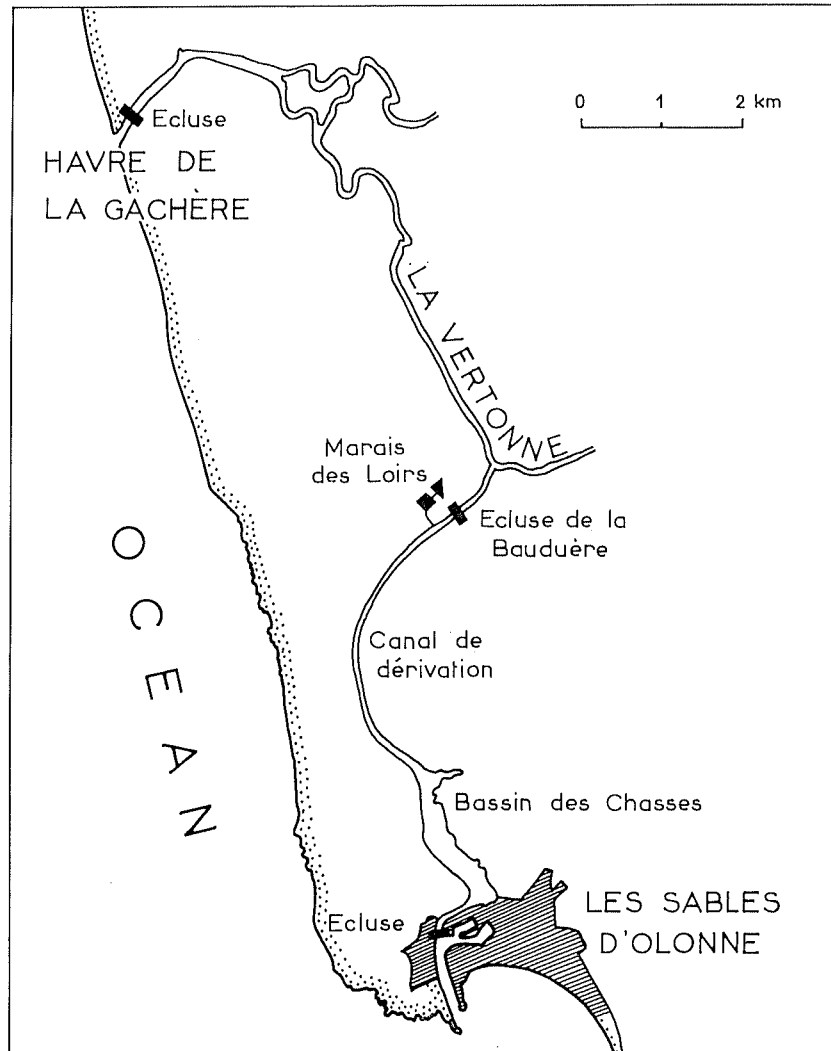 Ecluse
0 1 2 km
HAVRE DE
LA GACHÈRE
LA VERTONNE
Marais
des Loirs
Ecluse de la
Bauduère
OCEAN
Canal de
dérivation
Bassin des Chasses
Ecluse
LES SABLES
D'OLONNE